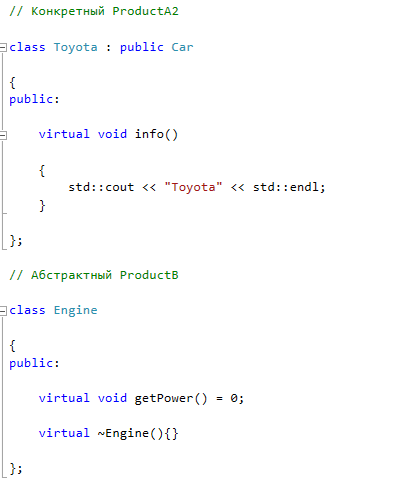 // Конкретный ProductA2
class Toyota : public Car
{
public:
    virtual void info()
    {
        std::cout << "Toyota" << std::endl;
    }
};
// Абстрактный ProductB
class Engine
{
public:
    virtual void getPower() = 0;
    virtual ~Engine(){}
};